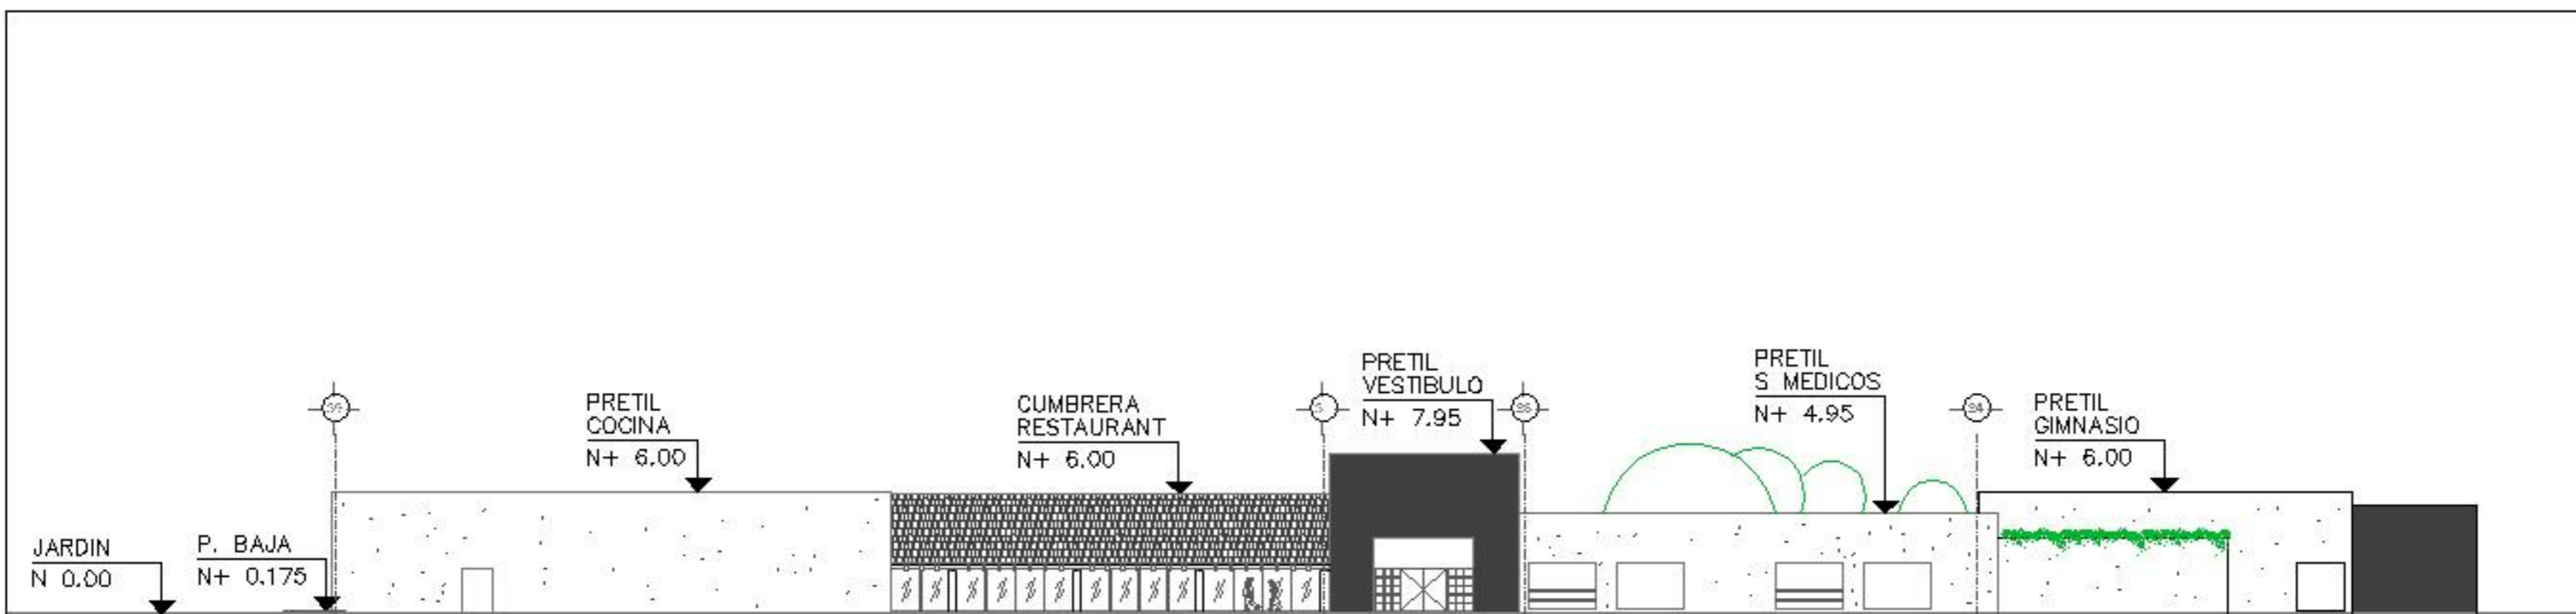 JARDIN
N 0.00
P. BAJA
N+ 0.175
PRETIL
COCINA
N+ 6.00
CUMBRERA
RESTAURANT
N+ 6.00
PRETIL
VESTIBULO
N+ 7.95
PRETIL
S MEDICOS
N+ 4.95
24
PRETIL
GIMNASIO
N+ 6.00